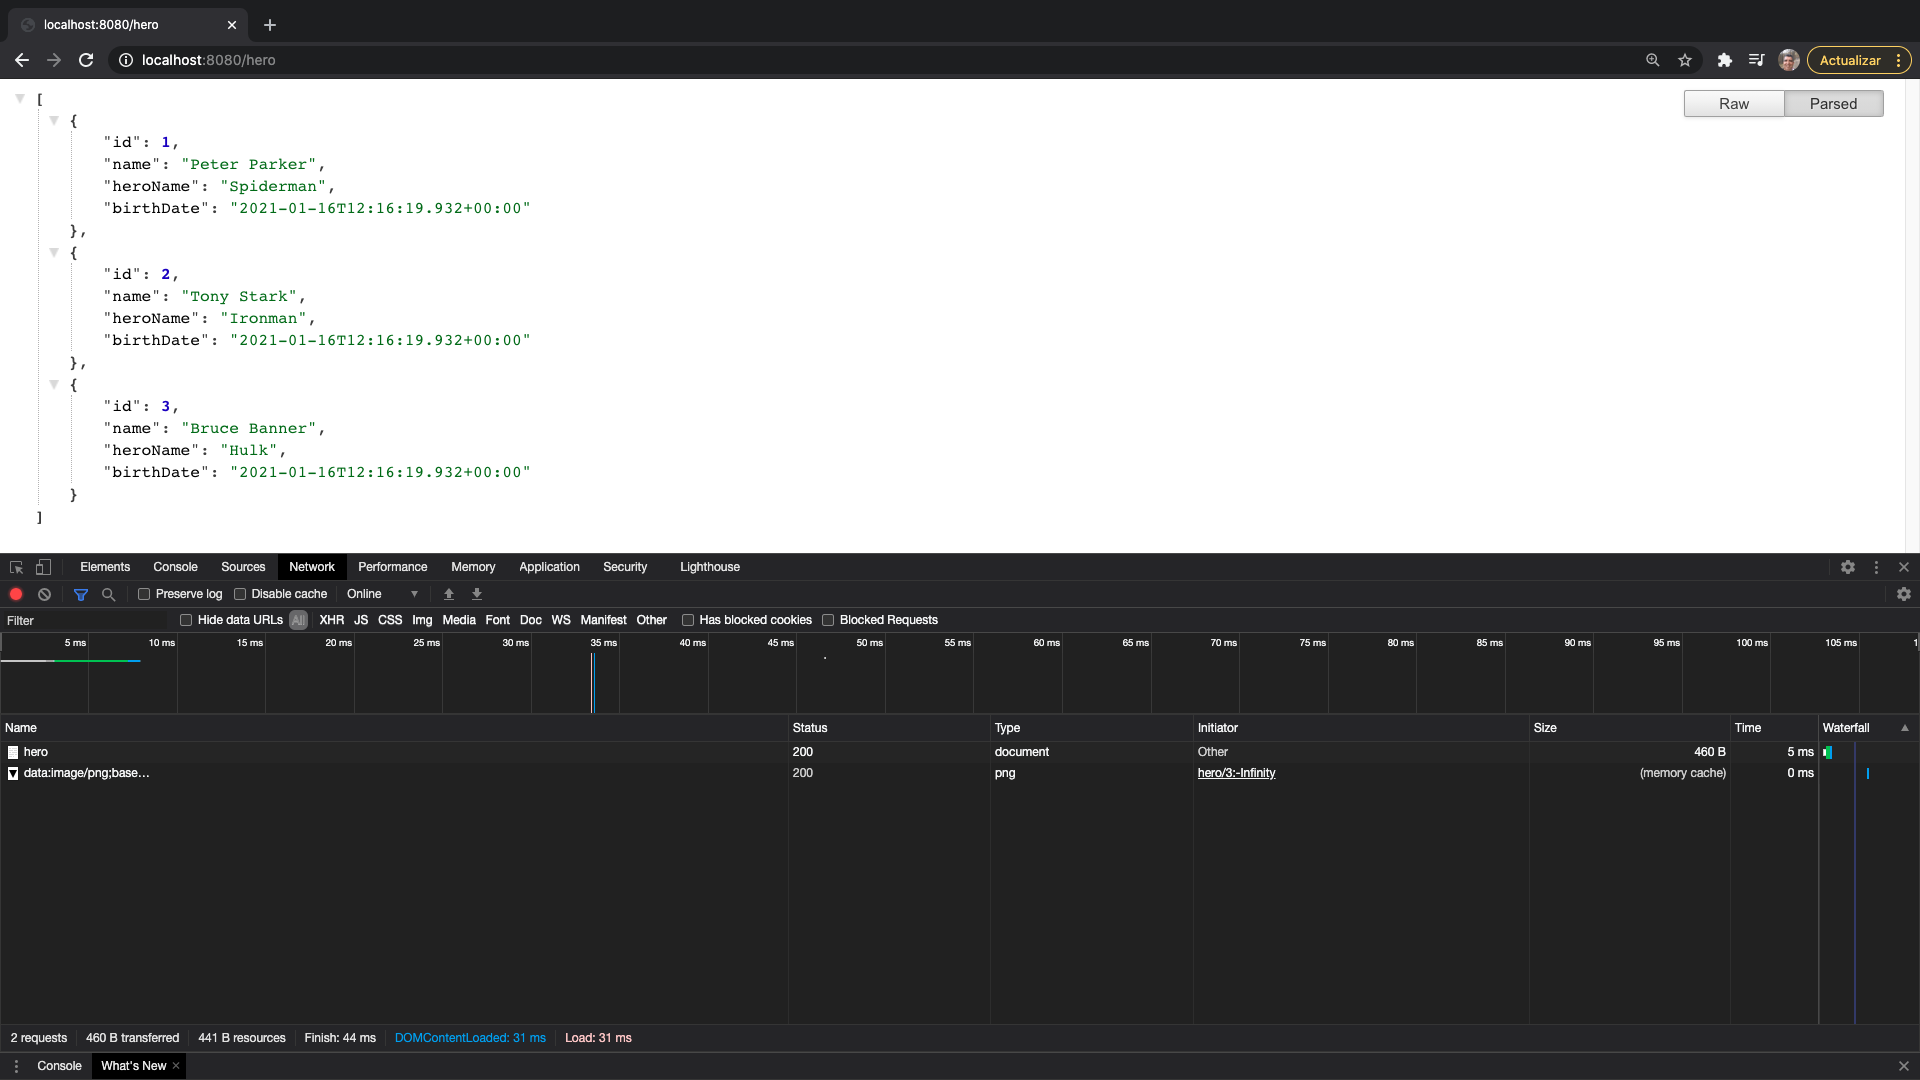 localhost:8080/hero
localhost:8080/hero
Actualizar
Raw Parsed
[
{
"id": 1,
"name": "Peter Parker",
"heroName": "Spiderman",
"birthDate": "2021-01-16T12:16:19.932+00:00"
},
{
"id": 2,
"name": "Tony Stark",
"heroName": "Ironman",
"birthDate": "2021-01-16T12:16:19.932+00:00"
},
{
"id": 3,
"name": "Bruce Banner",
"heroName": "Hulk",
"birthDate": "2021-01-16T12:16:19.932+00:00"
}
]
Elements Console Sources Network Performance Memory Application Security Lighthouse
Preserve log Disable cache Online
Filter Hide data URLs All XHR JS CSS Img Media Font Doc WS Manifest Other Has blocked cookies Blocked Requests
5 ms 10 ms 15 ms 20 ms 25 ms 30 ms 35 ms 40 ms 45 ms 50 ms 55 ms 60 ms 65 ms 70 ms 75 ms 80 ms 85 ms 90 ms 95 ms 100 ms 105 ms 1
Name Status Type Initiator Size Time Waterfall
hero 200 document Other 460 B 5 ms
data:image/png;base… 200 png hero/3:-Infinity (memory cache) 0 ms
2 requests 460 B transferred 441 B resources Finish: 44 ms DOMContentLoaded: 31 ms Load: 31 ms
Console What's New